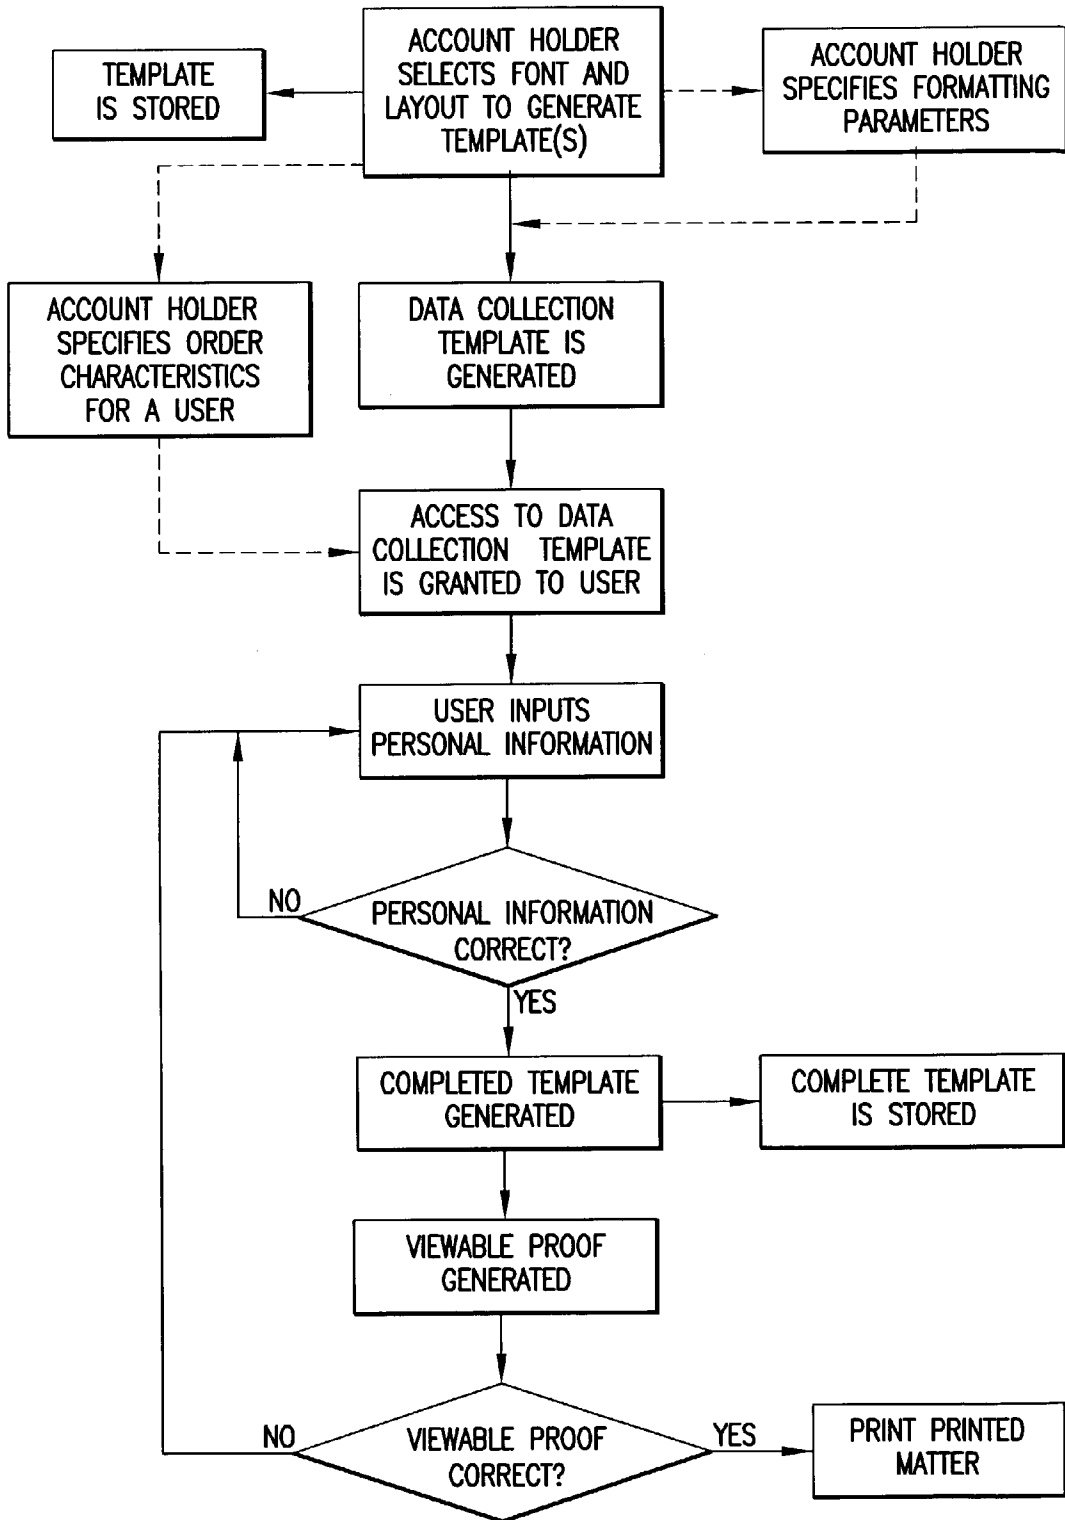 TEMPLATE
IS STORED
ACCOUNT HOLDER
SELECTS FONT AND
LAYOUT TO GENERATE
TEMPLATE(S)
ACCOUNT HOLDER
SPECIFIES FORMATTING
PARAMETERS
ACCOUNT HOLDER
SPECIFIES ORDER
CHARACTERISTICS
FOR A USER
DATA COLLECTION
TEMPLATE IS
GENERATED
ACCESS TO DATA
COLLECTION TEMPLATE
IS GRANTED TO USER
USER INPUTS
PERSONAL INFORMATION
NO
PERSONAL INFORMATION
CORRECT?
YES
COMPLETED TEMPLATE
GENERATED
COMPLETE TEMPLATE
IS STORED
VIEWABLE PROOF
GENERATED
NO
VIEWABLE PROOF
CORRECT?
YES
PRINT PRINTED
MATTER